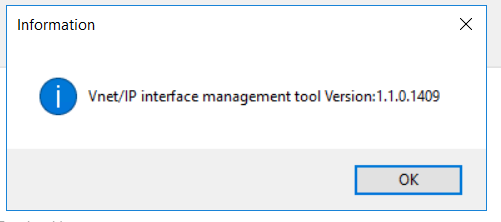 Information
Vnet/IP interface management tool Version:1.1.0.1409
OK